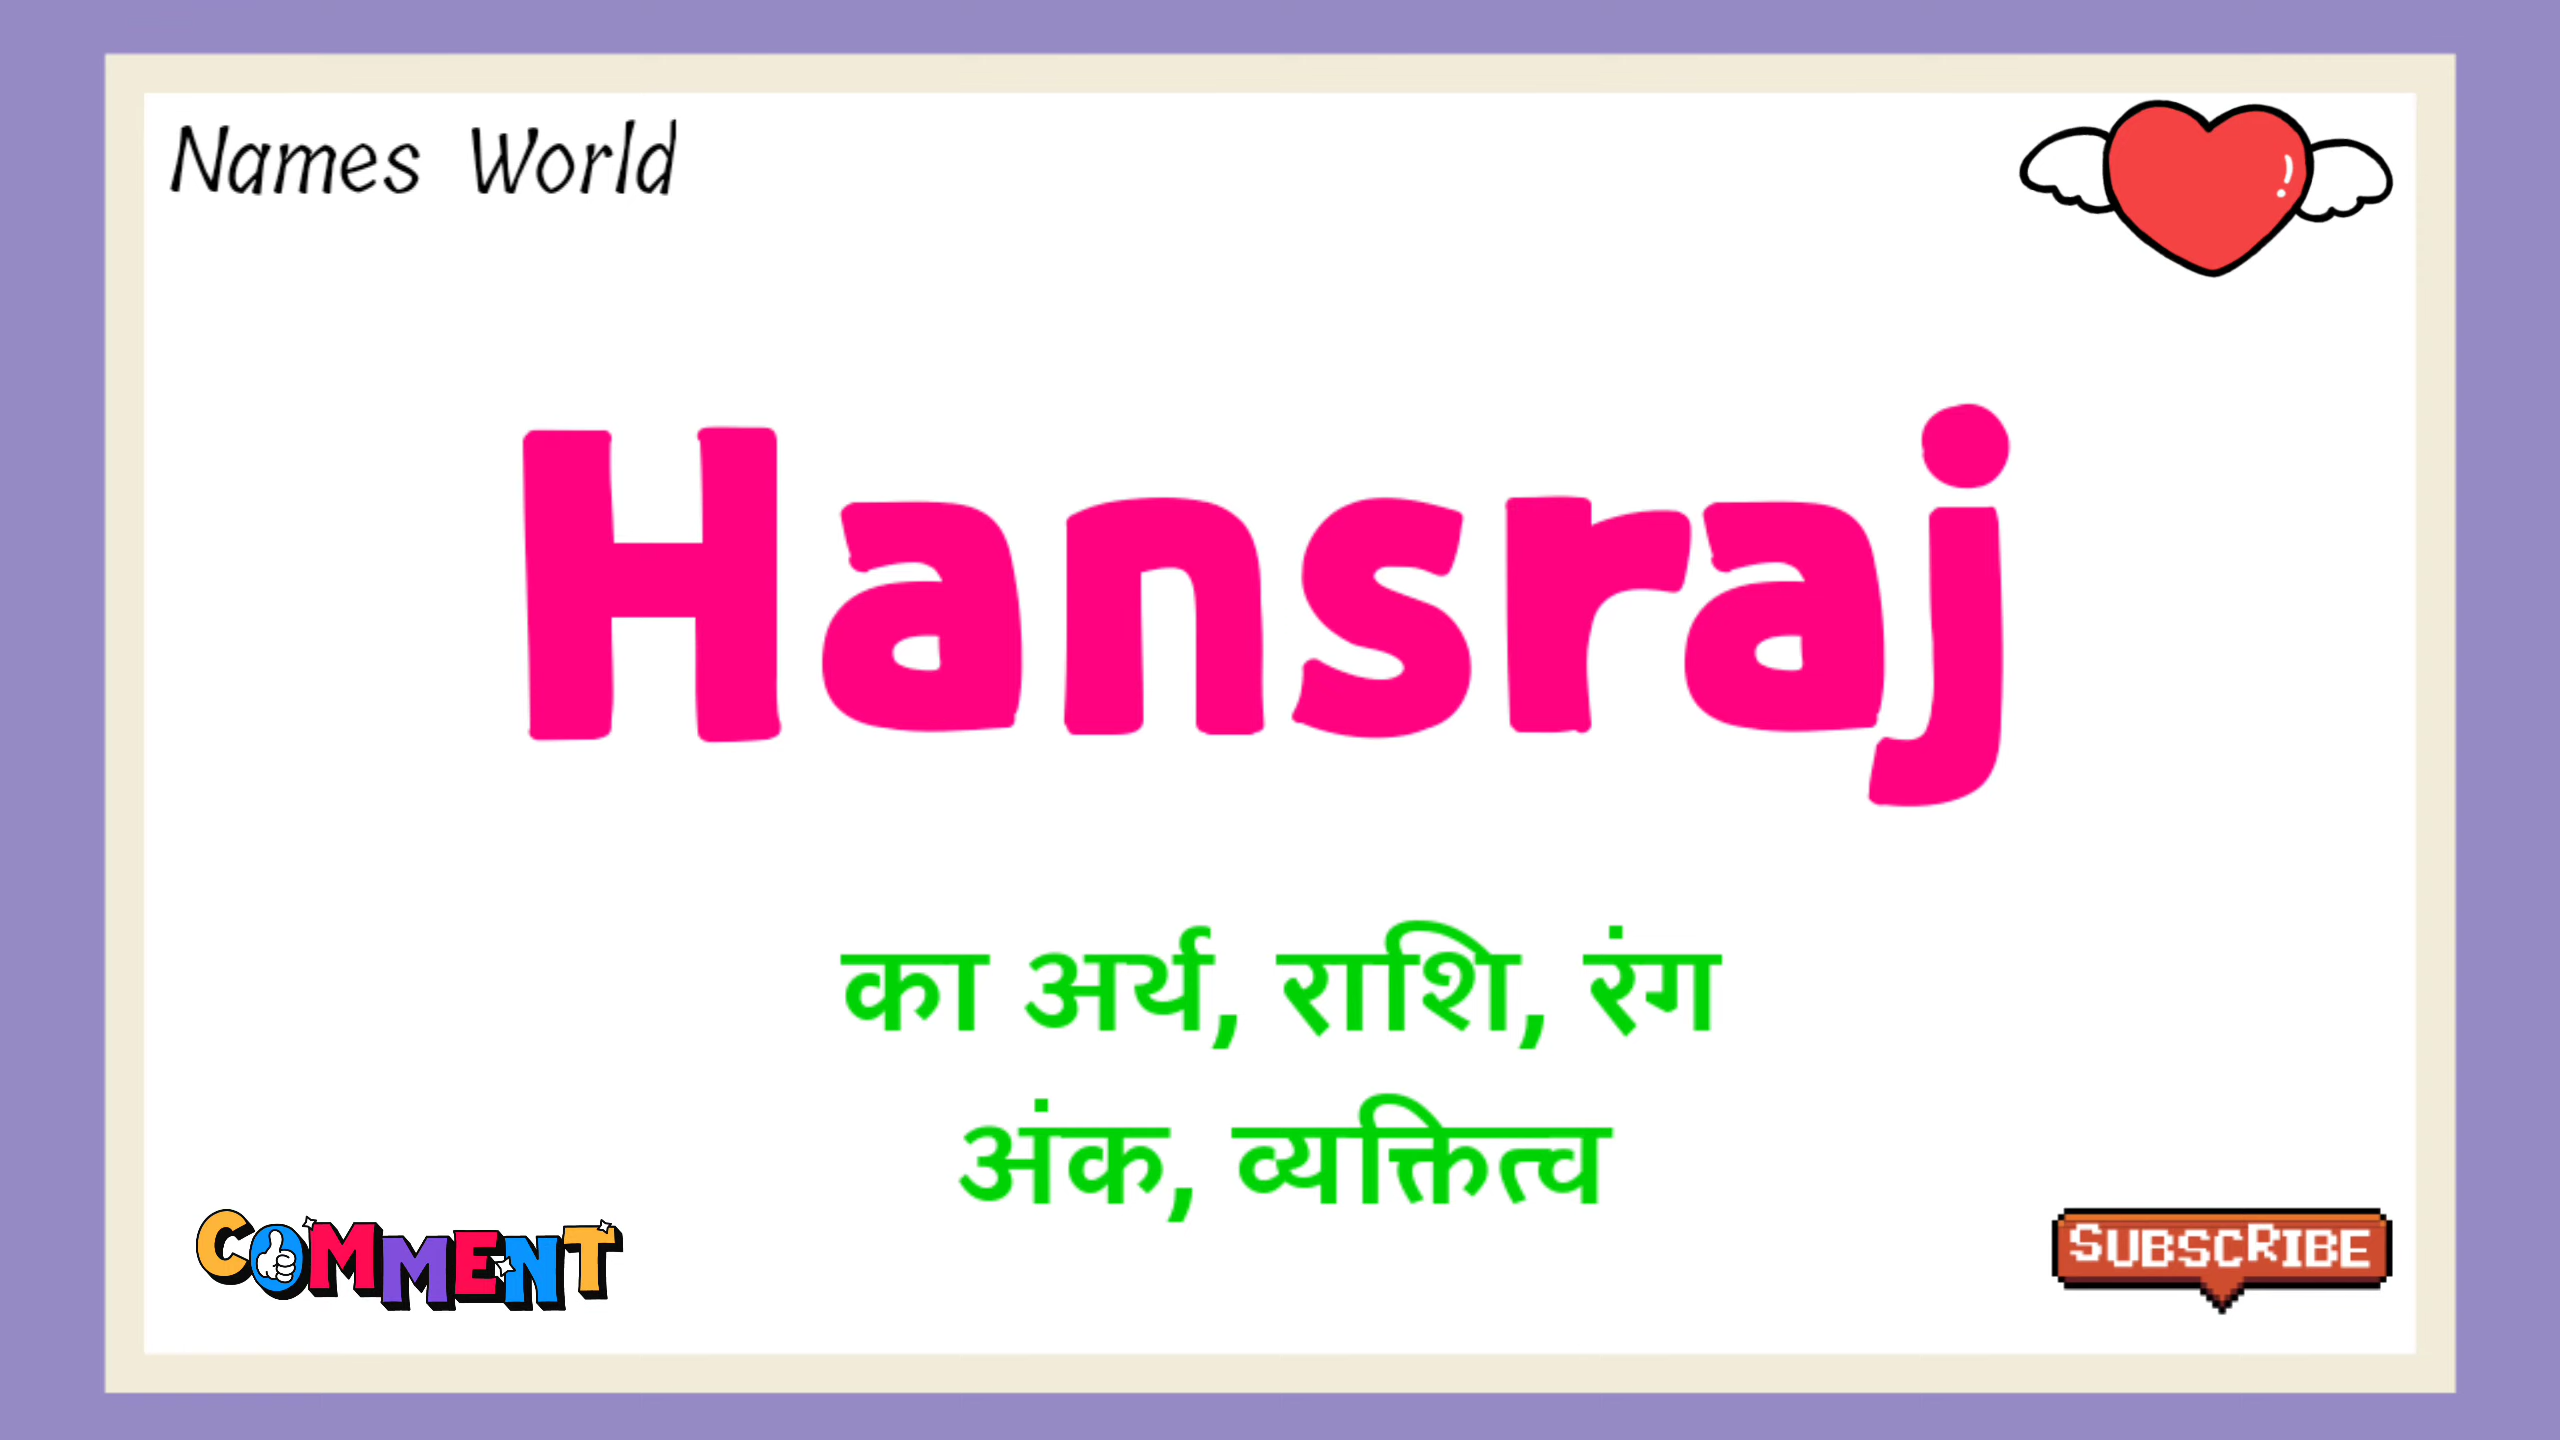 Names World
Hansraj
का अर्थ, राशि, रंग
अंक, व्यक्तित्व
COMMENT
SUBSCRIBE